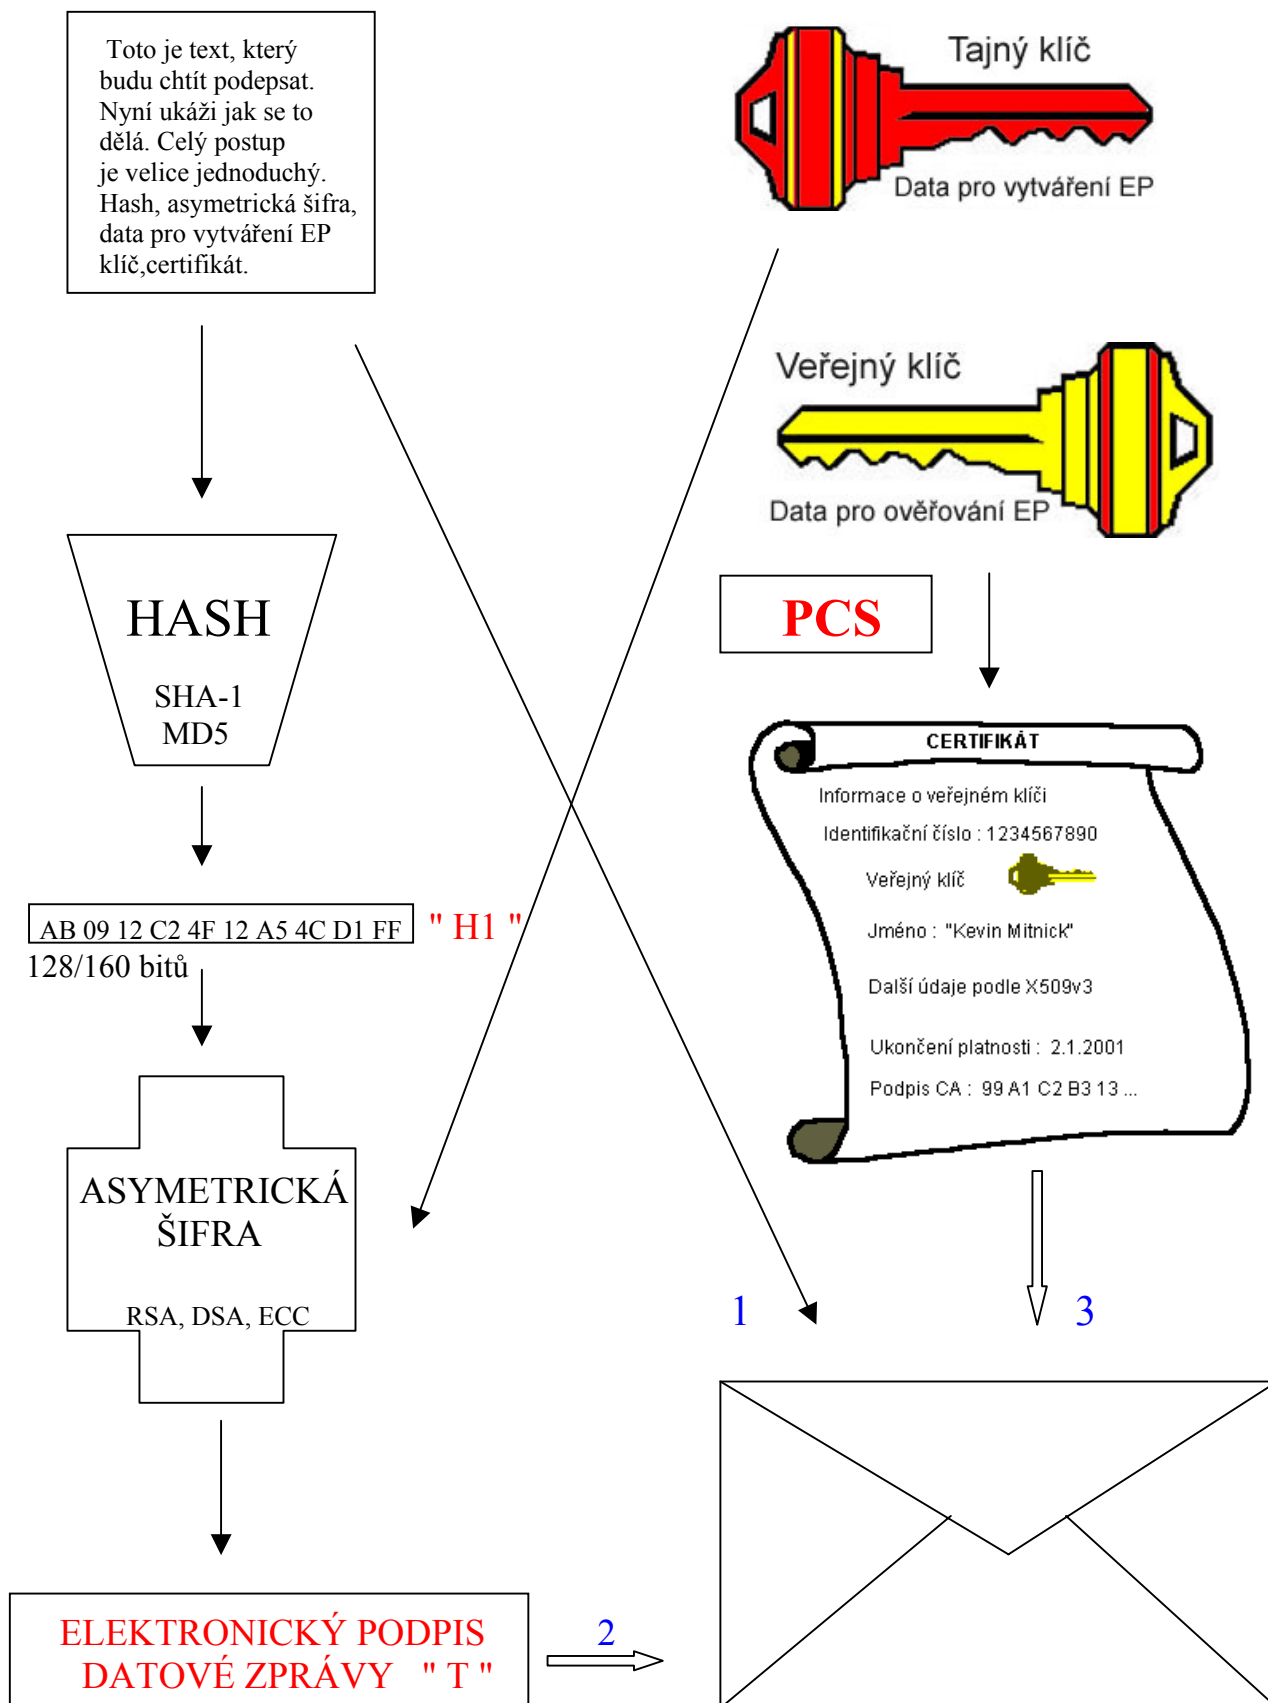 Toto je text, který
budu chtít podepsat.
Nyní ukáži jak se to
dělá. Celý postup
je velice jednoduchý.
Hash, asymetrická šifra,
data pro vytváření EP
klíč,certifikát.
Tajný klíč
Data pro vytváření EP
Veřejný klíč
Data pro ověřování EP
HASH
SHA-1
MD5
PCS
CERTIFIKÁT
Informace o veřejném klíči
Identifikační číslo : 1234567890
Veřejný klíč
Jméno : "Kevin Mitnick"
Další údaje podle X509v3
Ukončení platnosti : 2.1.2001
Podpis CA : 99 A1 C2 B3 13 ...
AB 09 12 C2 4F 12 A5 4C D1 FF " H1 "
128/160 bitů
ASYMETRICKÁ
ŠIFRA
RSA, DSA, ECC
1
3
ELEKTRONICKÝ PODPIS
DATOVÉ ZPRÁVY " T "
2